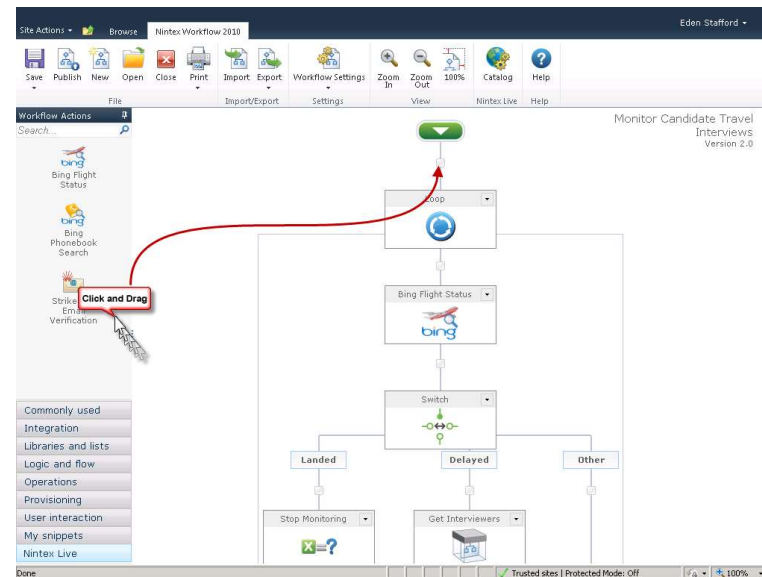 Eden Stafford
Site Actions
Browse
Nintex Workflow 2010
Save
Publish
New
Open
Close
Print
Import
Export
Workflow Settings
Zoom In
Zoom Out
100%
Catalog
Help
File
Import/Export
Settings
View
Nintex Live
Help
Workflow Actions
Search...
bing
Bing Flight
Status
bing
Bing
Phonebook
Search
Click and Drag
Verification
Commonly used
Integration
Libraries and lists
Logic and flow
Operations
Provisioning
User interaction
My snippets
Nintex Live
Monitor Candidate Travel
Interviews
Version 2.0
Loop
Bing Flight Status
bing
Switch
Landed
Delayed
Other
Stop Monitoring
Get Interviewers
X=?
Done
Trusted sites | Protected Mode: Off
100%